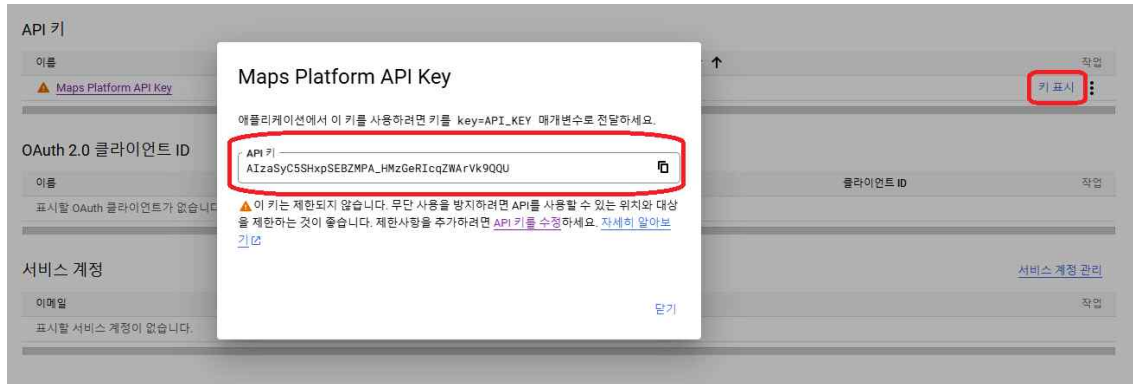 API 키
이름
작업
Maps Platform API Key
키 표시
Maps Platform API Key
애플리케이션에서 이 키를 사용하려면 키를 key=API_KEY 매개변수로 전달하세요.
API 키
AIzaSyC5SHxpSEBZMPA_HMzGeRIcqZWArVk9QQU
이 키는 제한되지 않습니다. 무단 사용을 방지하려면 API를 사용할 수 있는 위치와 대상
을 제한하는 것이 좋습니다. 제한사항을 추가하려면 API 키를 수정하세요. 자세히 알아보
기
닫기
OAuth 2.0 클라이언트 ID
이름
클라이언트 ID
작업
표시할 OAuth 클라이언트가 없습니다
서비스 계정
서비스 계정 관리
이메일
작업
표시할 서비스 계정이 없습니다.